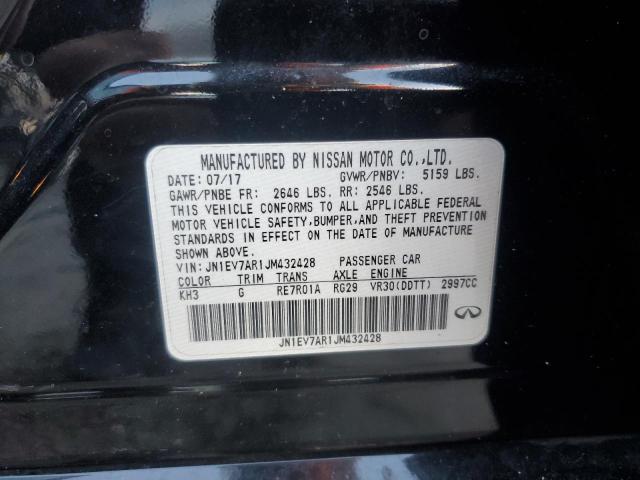 MANUFACTURED BY NISSAN MOTOR CO.,LTD.
DATE: 07/17 GVWR/PNBV: 5159 LBS.
GAWR/PNBE FR: 2646 LBS. RR: 2546 LBS.
THIS VEHICLE CONFORMS TO ALL APPLICABLE FEDERAL
MOTOR VEHICLE SAFETY,BUMPER,AND THEFT PREVENTION
STANDARDS IN EFFECT ON THE DATE OF MANUFACTURE
SHOWN ABOVE.
VIN: JN1EV7AR1JM432428 PASSENGER CAR
COLOR TRIM TRANS AXLE ENGINE
KH3 G RE7R01A RG29 VR30(DDTT) 2997CC
JN1EV7AR1JM432428